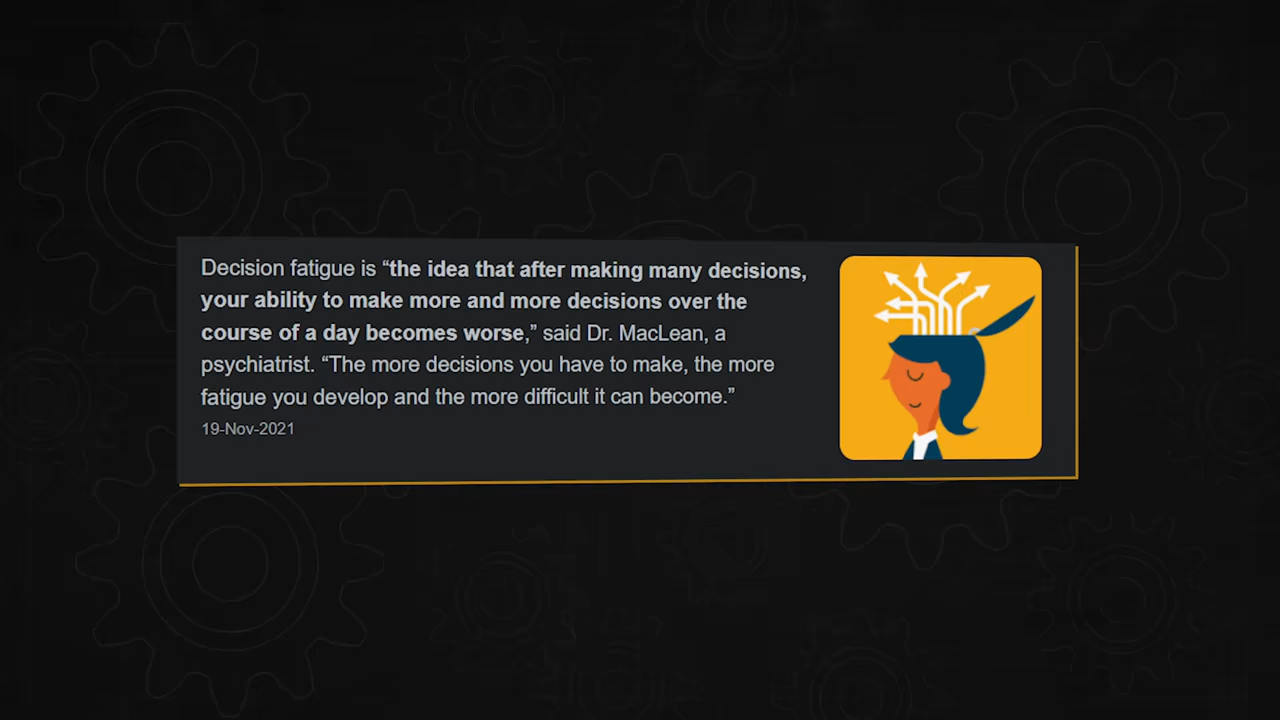 Decision fatigue is “the idea that after making many decisions,
your ability to make more and more decisions over the
course of a day becomes worse,” said Dr. MacLean, a
psychiatrist. “The more decisions you have to make, the more
fatigue you develop and the more difficult it can become.”
19-Nov-2021